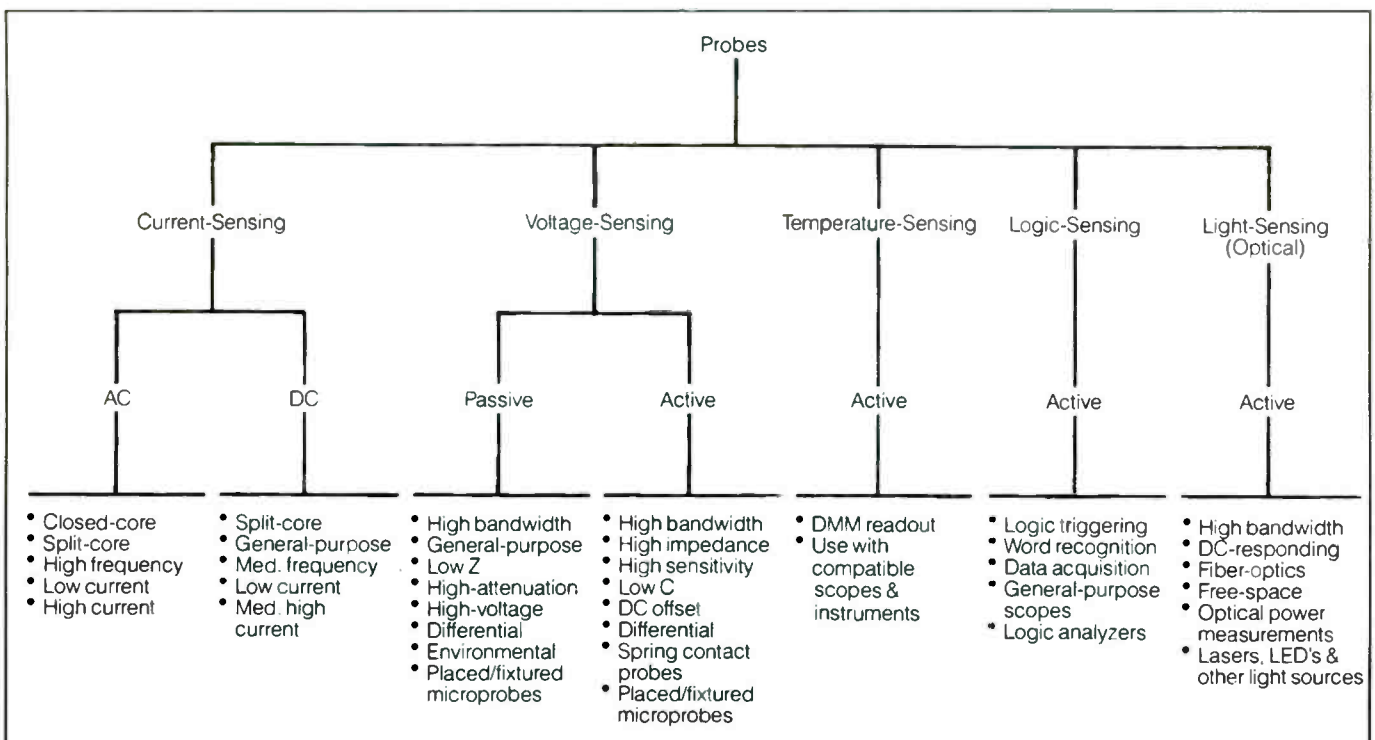 Probes
Current-Sensing
Voltage-Sensing
Temperature-Sensing
Logic-Sensing
Light-Sensing
(Optical)
AC
DC
Passive
Active
Active
Active
Active
• Closed-core
• Split-core
• High frequency
• Low current
• High current
• Split-core
• General-purpose
• Med. frequency
• Low current
• Med. high
current
• High bandwidth
• General-purpose
• Low Z
• High-attenuation
• High-voltage
• Differential
• Environmental
• Placed/fixtured
microprobes
• High bandwidth
• High impedance
• High sensitivity
• Low C
• DC offset
• Differential
• Spring contact
probes
• Placed/fixtured
microprobes
• DMM readout
• Use with
compatible
scopes &
instruments
• Logic triggering
• Word recognition
• Data acquisition
• General-purpose
scopes
• Logic analyzers
• High bandwidth
• DC-responding
• Fiber-optics
• Free-space
• Optical power
measurements
• Lasers, LED's &
other light sources